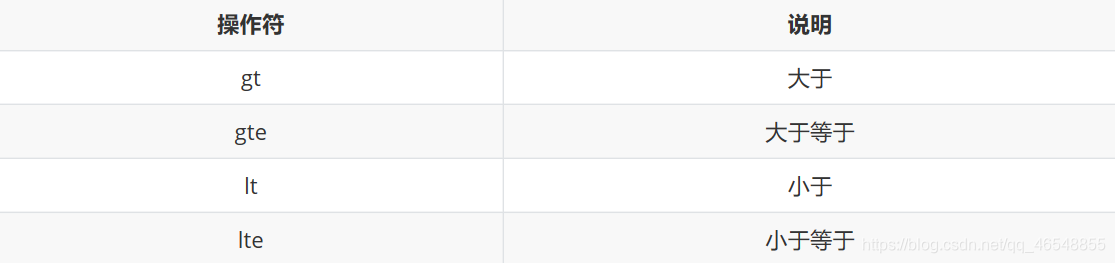 操作符 说明
gt 大于
gte 大于等于
lt 小于
lte 小于等于
https://blog.csdn.net/qq_46548855